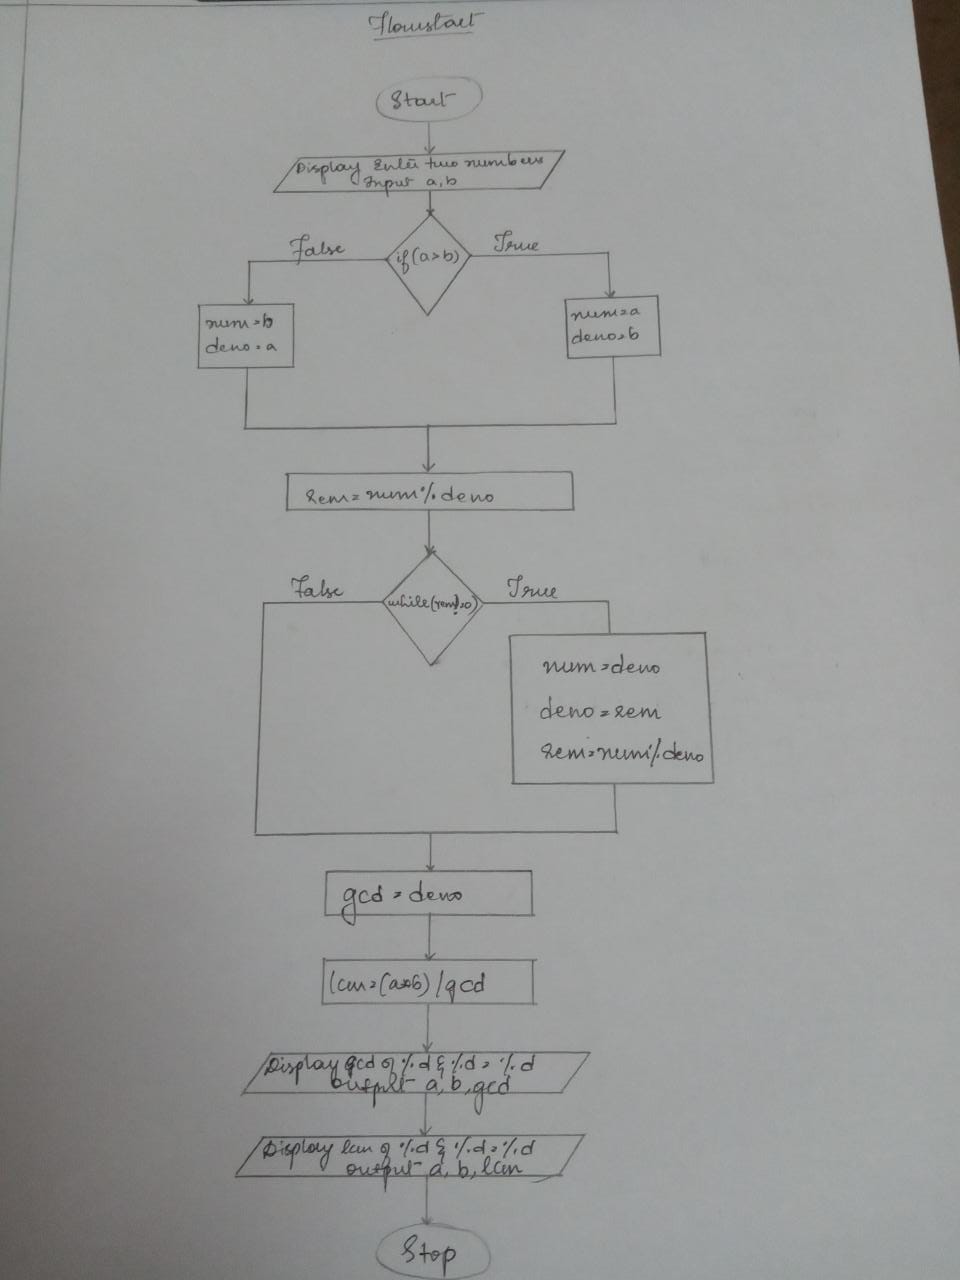 Flowstart
Start
Display Enter two numbers
Input a, b
False
if (a>b)
True
num=b
deno=a
num=a
deno=b
rem=num%deno
False
while(rem!=0)
True
num=deno
deno=rem
rem=num%deno
gcd=deno
lcm=(a*b)/gcd
Display gcd of %d & %d = %d
output a, b, gcd
Display lcm of %d & %d = %d
output a, b, lcm
Stop